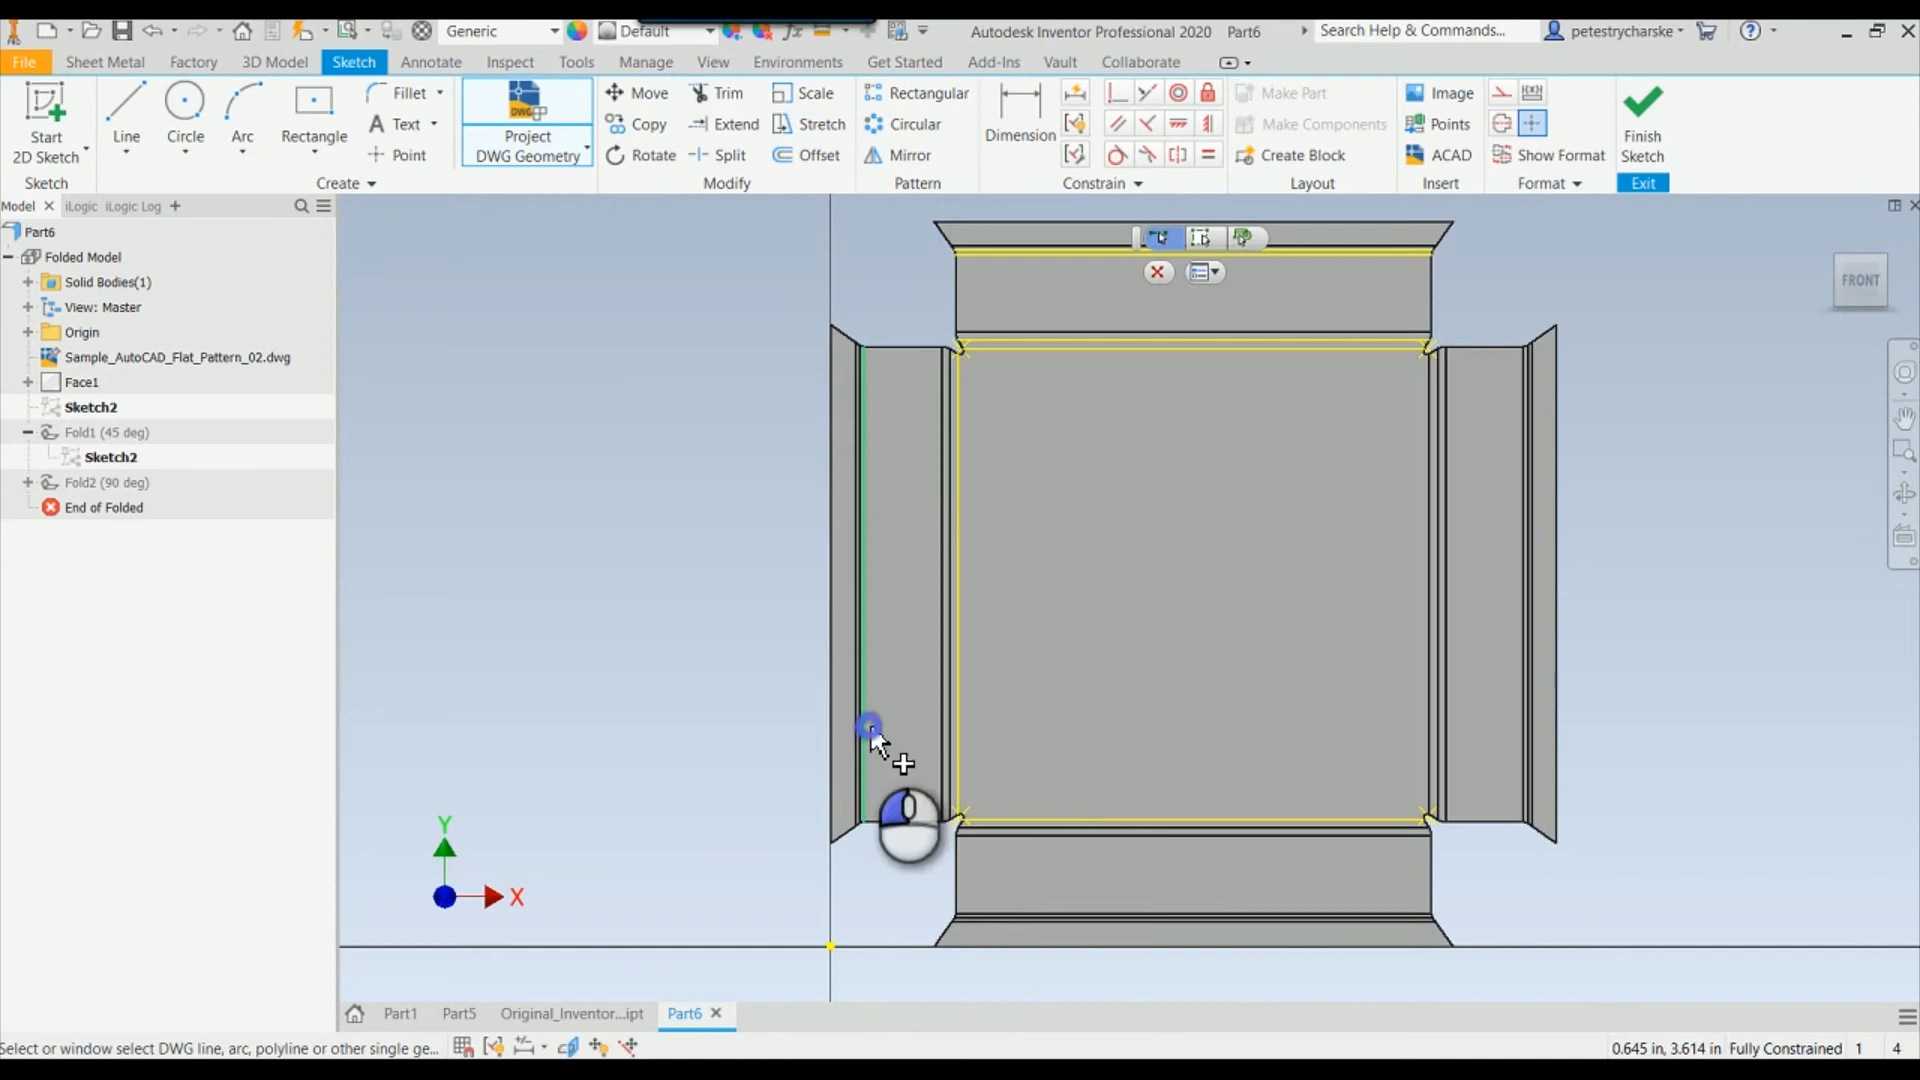 PRO
Generic
Default
fx
Autodesk Inventor Professional 2020 Part6
Search Help & Commands...
petestrycharske
File Sheet Metal Factory 3D Model Sketch Annotate Inspect Tools Manage View Environments Get Started Add-Ins Vault Collaborate
Start
2D Sketch
Line
Circle
Arc
Rectangle
Fillet
Text
Point
DWG
Project
DWG Geometry
Move
Copy
Rotate
Trim
Extend
Split
Scale
Stretch
Offset
Rectangular
Circular
Mirror
Dimension
Make Part
Make Components
Create Block
Image
Points
ACAD
Show Format
Finish
Sketch
Sketch Create Modify Pattern Constrain Layout Insert Format Exit
Model iLogic iLogic Log
Part6
Folded Model
Solid Bodies(1)
View: Master
Origin
Sample_AutoCAD_Flat_Pattern_02.dwg
Face1
Sketch2
Fold1 (45 deg)
Sketch2
Fold2 (90 deg)
End of Folded
FRONT
Y
X
Part1 Part5 Original_Inventor...ipt Part6
Select or window select DWG line, arc, polyline or other single ge...
0.645 in, 3.614 in Fully Constrained 1 4